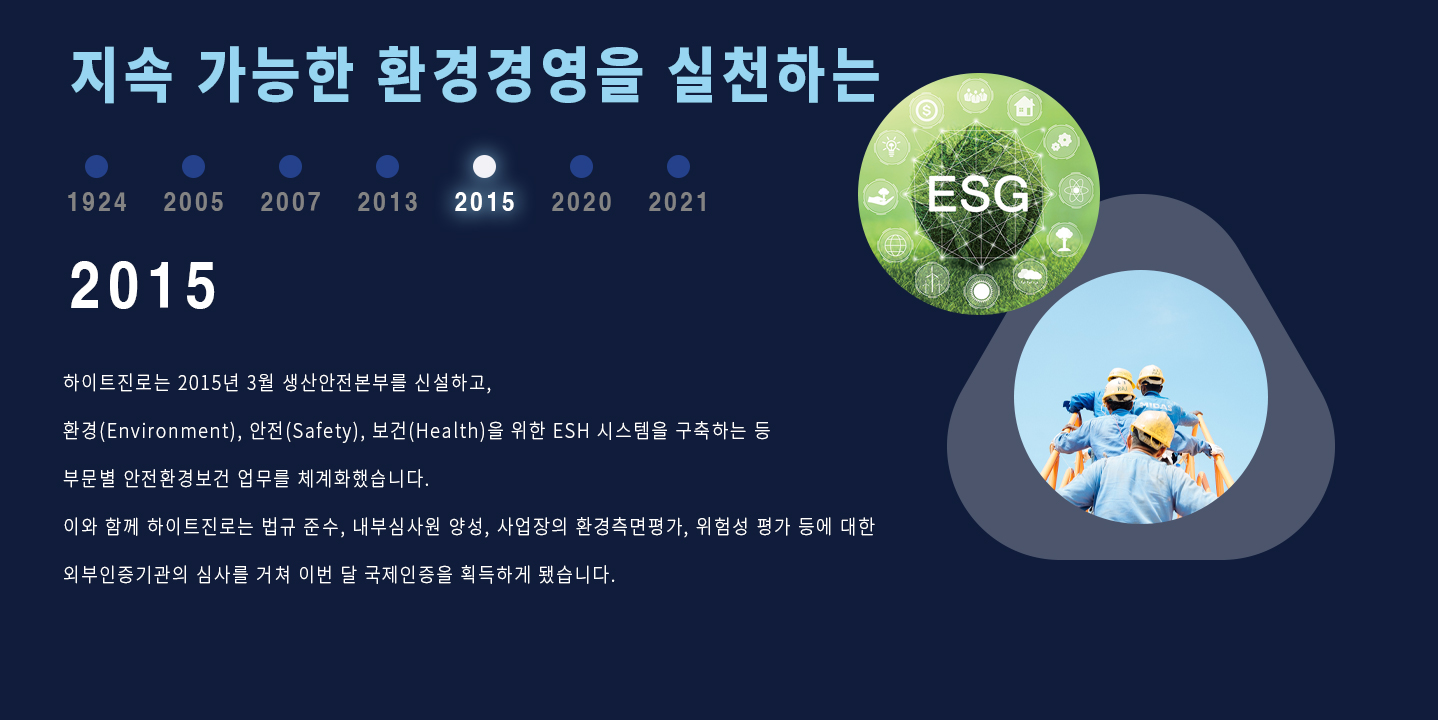 지속 가능한 환경경영을 실천하는
1924 2005 2007 2013 2015 2020 2021
ESG
2015
하이트진로는 2015년 3월 생산안전본부를 신설하고,
환경(Environment), 안전(Safety), 보건(Health)을 위한 ESH 시스템을 구축하는 등
부문별 안전환경보건 업무를 체계화했습니다.
이와 함께 하이트진로는 법규 준수, 내부심사원 양성, 사업장의 환경측면평가, 위험성 평가 등에 대한
외부인증기관의 심사를 거쳐 이번 달 국제인증을 획득하게 됐습니다.